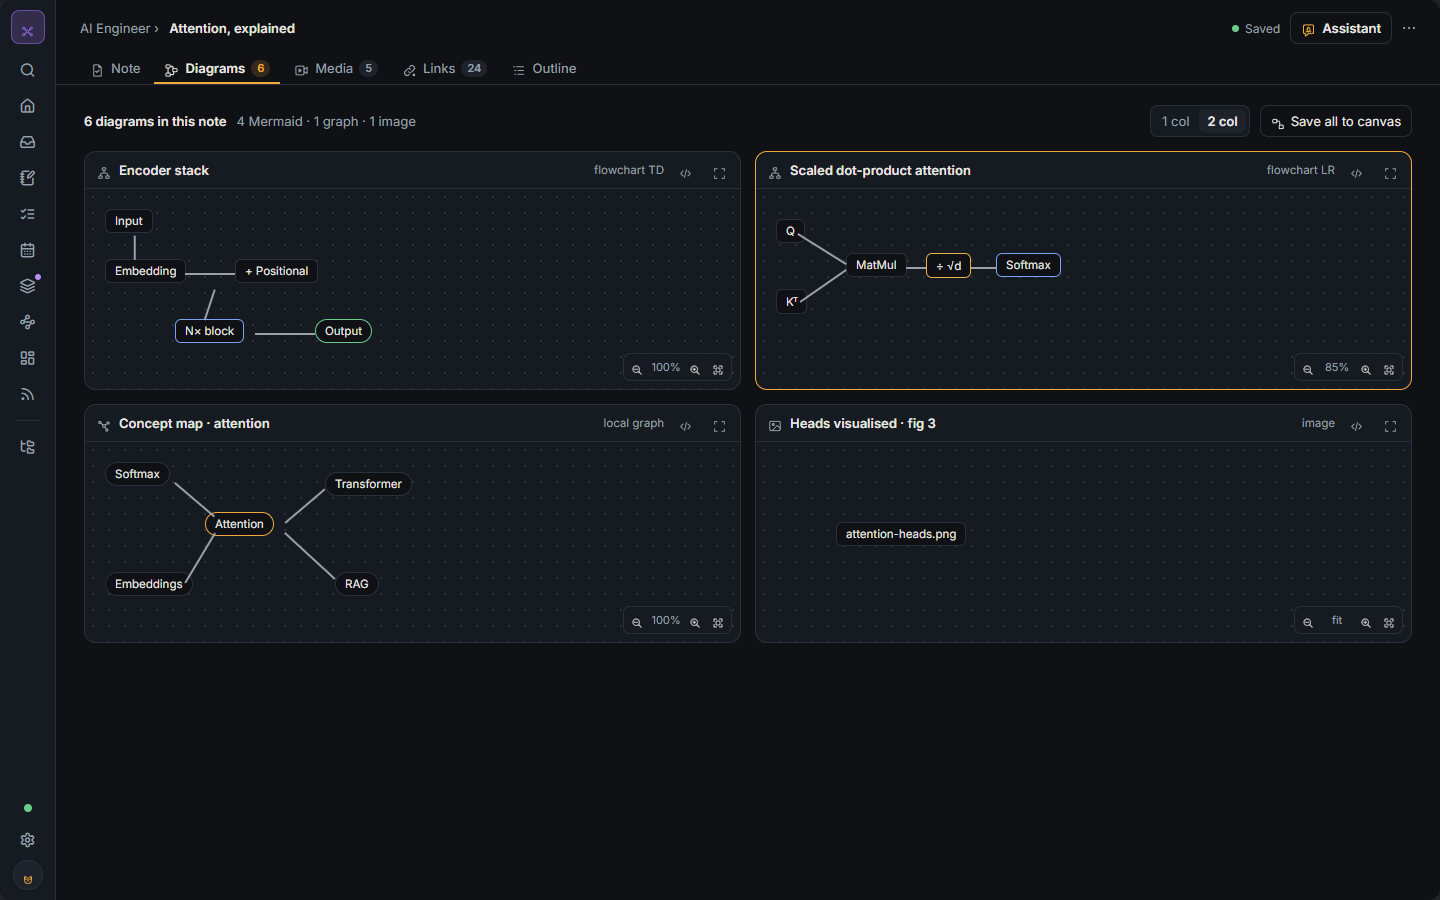 AI Engineer › Attention, explained
Saved
Assistant
Note
Diagrams 6
Media 5
Links 24
Outline
6 diagrams in this note 4 Mermaid · 1 graph · 1 image
1 col 2 col
Save all to canvas
Encoder stack
flowchart TD
Input
Embedding
+ Positional
N× block
Output
100%
Scaled dot-product attention
flowchart LR
Q
MatMul
÷ √d
Softmax
Kᵀ
85%
Concept map · attention
local graph
Softmax
Transformer
Attention
Embeddings
RAG
100%
Heads visualised · fig 3
image
attention-heads.png
fit